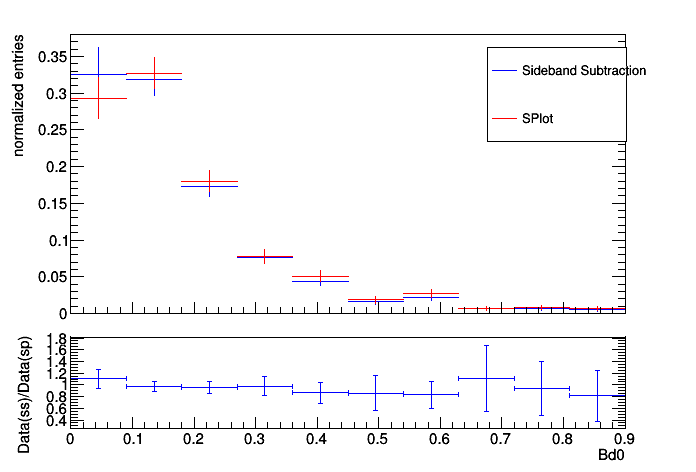 normalized entries
0.35
0.3
0.25
0.2
0.15
0.1
0.05
0
Sideband Subtraction
SPlot
Data(ss)/Data(sp)
1.8
1.6
1.4
1.2
1
0.8
0.6
0.4
0 0.1 0.2 0.3 0.4 0.5 0.6 0.7 0.8 0.9
Bd0